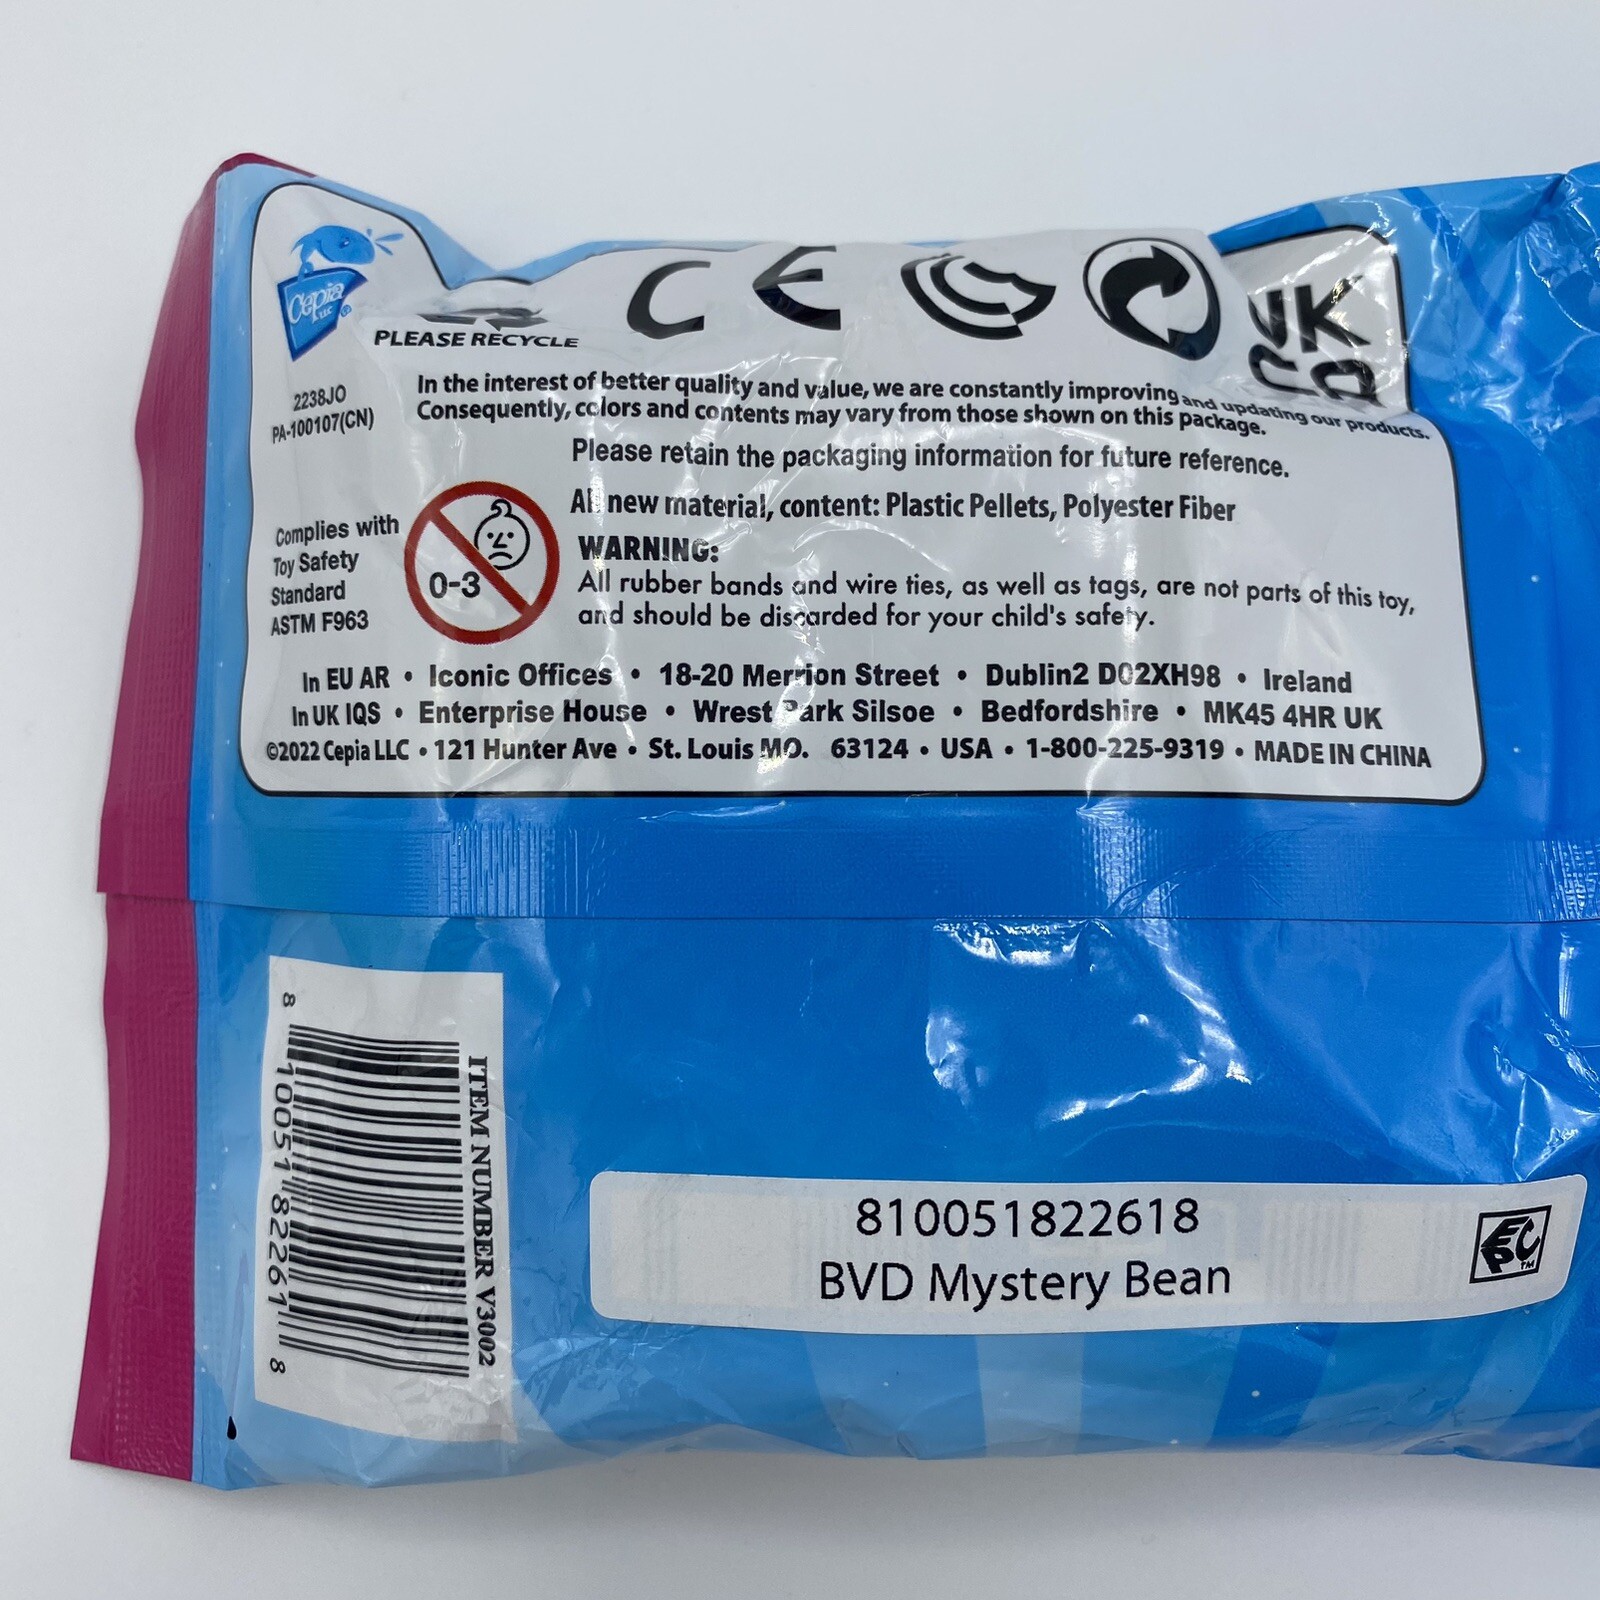 Cepia
LLC
PLEASE RECYCLE
CE
UK
CA
2238JO
PA-100107(CN)
In the interest of better quality and value, we are constantly improving and updating our products.
Consequently, colors and contents may vary from those shown on this package.
Please retain the packaging information for future reference.
All new material, content: Plastic Pellets, Polyester Fiber
Complies with
Toy Safety
Standard
ASTM F963
0-3
WARNING:
All rubber bands and wire ties, as well as tags, are not parts of this toy,
and should be discarded for your child's safety.
In EU AR • Iconic Offices • 18-20 Merrion Street • Dublin2 D02XH98 • Ireland
In UK IQS • Enterprise House • Wrest Park Silsoe • Bedfordshire • MK45 4HR UK
©2022 Cepia LLC • 121 Hunter Ave • St. Louis MO. 63124 • USA • 1-800-225-9319 • MADE IN CHINA
ITEM NUMBER V3002
8 10051 82261 8
810051822618
BVD Mystery Bean
EPC™